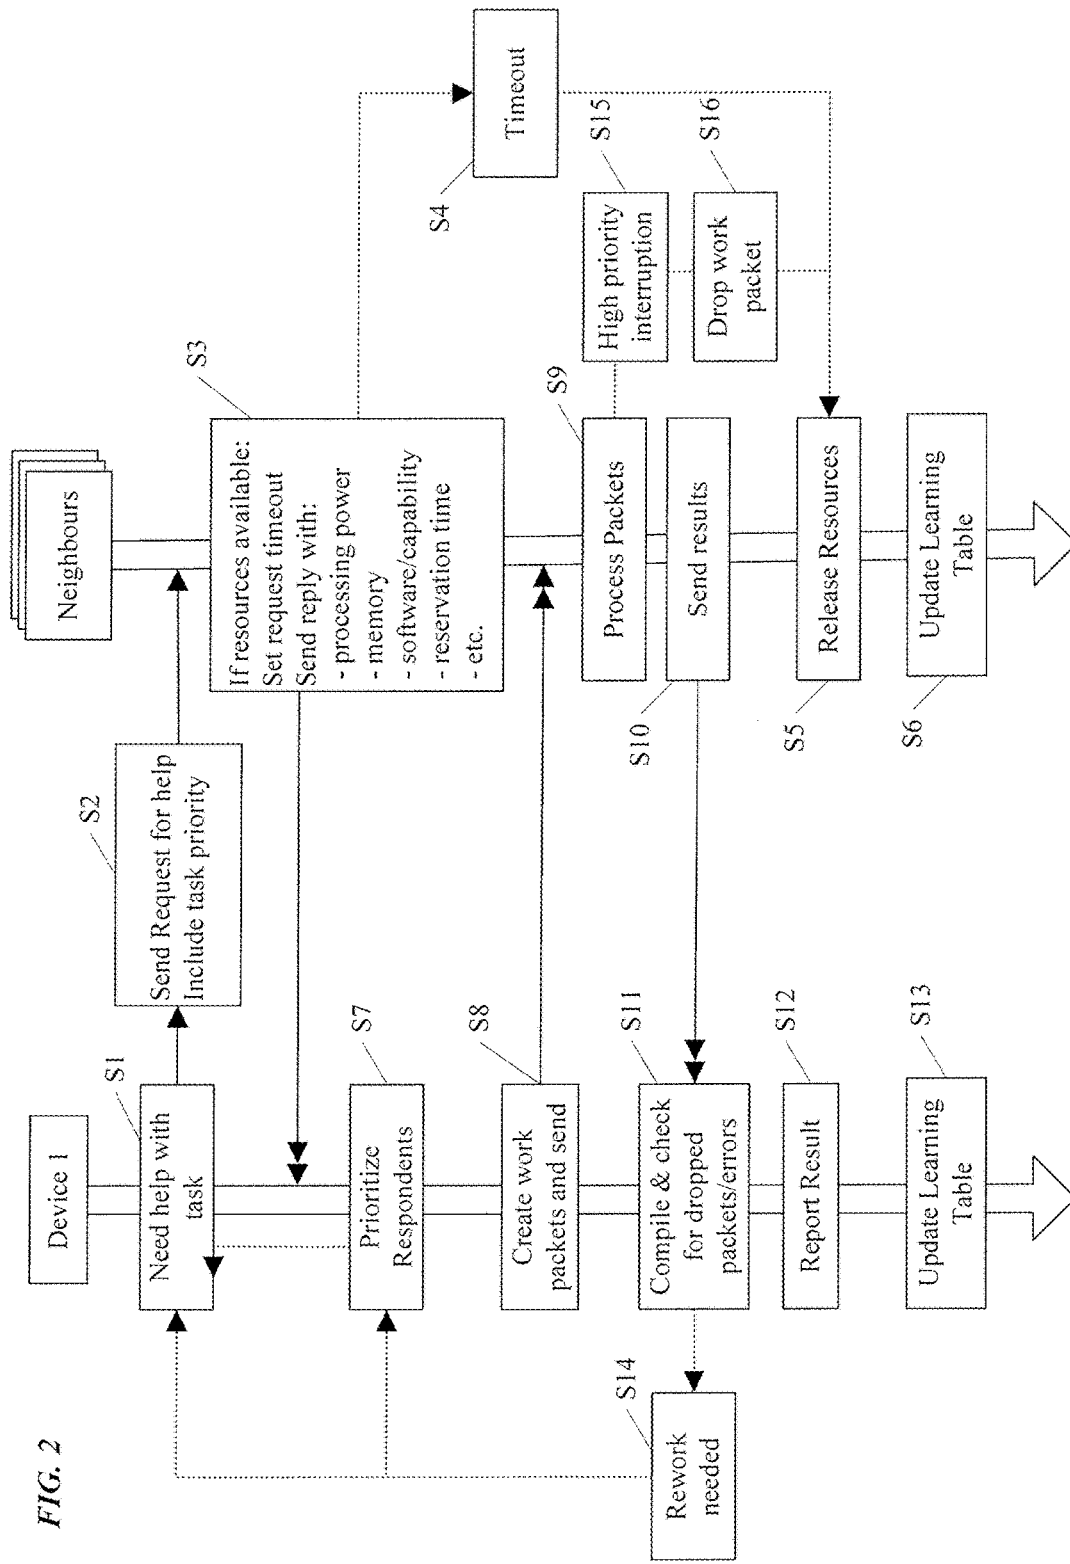 FIG. 2
Device 1
Neighbours
S1
Need help with
task
S2
Send Request for help
Include task priority
S3
If resources available:
Set request timeout
Send reply with:
- processing power
- memory
- software/capability
- reservation time
- etc.
S4
Timeout
S7
Prioritize
Respondents
S8
Create work
packets and send
S9
Process Packets
S15
High priority
interruption
S16
Drop work
packet
S10
Send results
S11
Compile & check
for dropped
packets/errors
S14
Rework
needed
S12
Report Result
S5
Release Resources
S13
Update Learning
Table
S6
Update Learning
Table